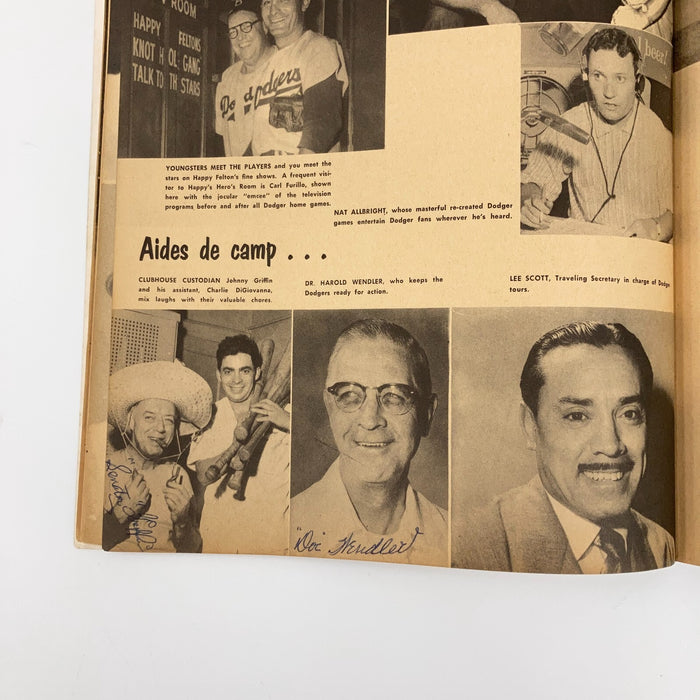 ROOM
HAPPY FELTONS
KNOT H OL: GANG
TALK TO TH STARS
Dodgers
YOUNGSTERS MEET THE PLAYERS and you meet the
stars on Happy Felton's fine shows. A frequent visi-
tor to Happy's Hero's Room is Carl Furillo, shown
here with the jocular "emcee" of the television
programs before and after all Dodger home games.
NAT ALLBRIGHT, whose masterful re-created Dodger
games entertain Dodger fans wherever he's heard.
Aides de camp . . .
CLUBHOUSE CUSTODIAN Johnny Griffin
and his assistant, Charlie DiGiovanna,
mix laughs with their valuable chores.
DR. HAROLD WENDLER, who keeps the
Dodgers ready for action.
LEE SCOTT, Traveling Secretary in charge of Dodger
tours.
"Doc" Wendler